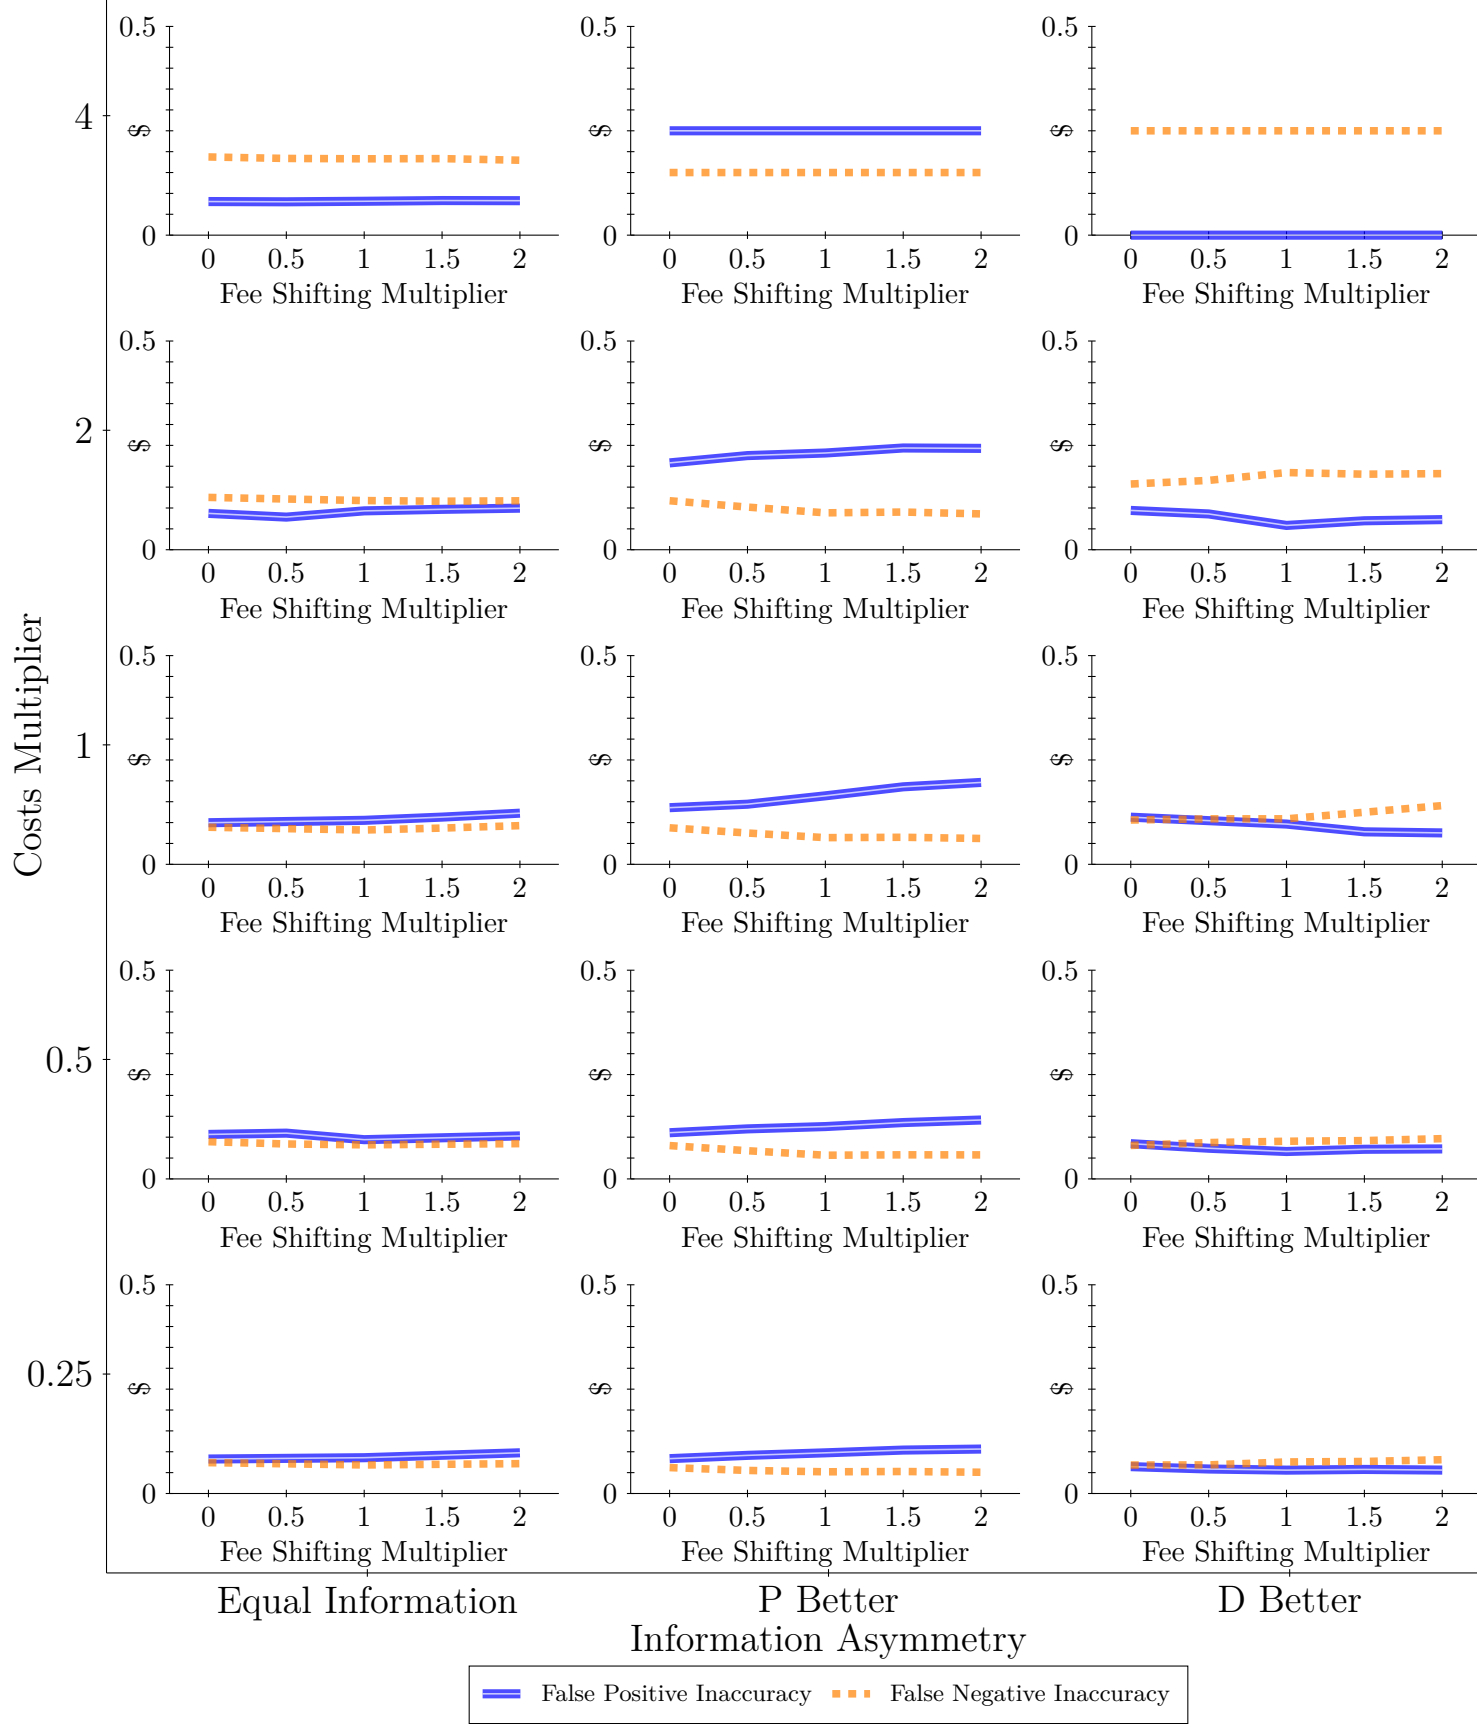 Costs Multiplier
4
0.5
$
0
0 0.5 1 1.5 2
Fee Shifting Multiplier
0.5
$
0
0 0.5 1 1.5 2
Fee Shifting Multiplier
0.5
$
0
0 0.5 1 1.5 2
Fee Shifting Multiplier
2
0.5
$
0
0 0.5 1 1.5 2
Fee Shifting Multiplier
0.5
$
0
0 0.5 1 1.5 2
Fee Shifting Multiplier
0.5
$
0
0 0.5 1 1.5 2
Fee Shifting Multiplier
1
0.5
$
0
0 0.5 1 1.5 2
Fee Shifting Multiplier
0.5
$
0
0 0.5 1 1.5 2
Fee Shifting Multiplier
0.5
$
0
0 0.5 1 1.5 2
Fee Shifting Multiplier
0.5
0.5
$
0
0 0.5 1 1.5 2
Fee Shifting Multiplier
0.5
$
0
0 0.5 1 1.5 2
Fee Shifting Multiplier
0.5
$
0
0 0.5 1 1.5 2
Fee Shifting Multiplier
0.25
0.5
$
0
0 0.5 1 1.5 2
Fee Shifting Multiplier
0.5
$
0
0 0.5 1 1.5 2
Fee Shifting Multiplier
0.5
$
0
0 0.5 1 1.5 2
Fee Shifting Multiplier
Equal Information P Better D Better
Information Asymmetry
False Positive Inaccuracy False Negative Inaccuracy